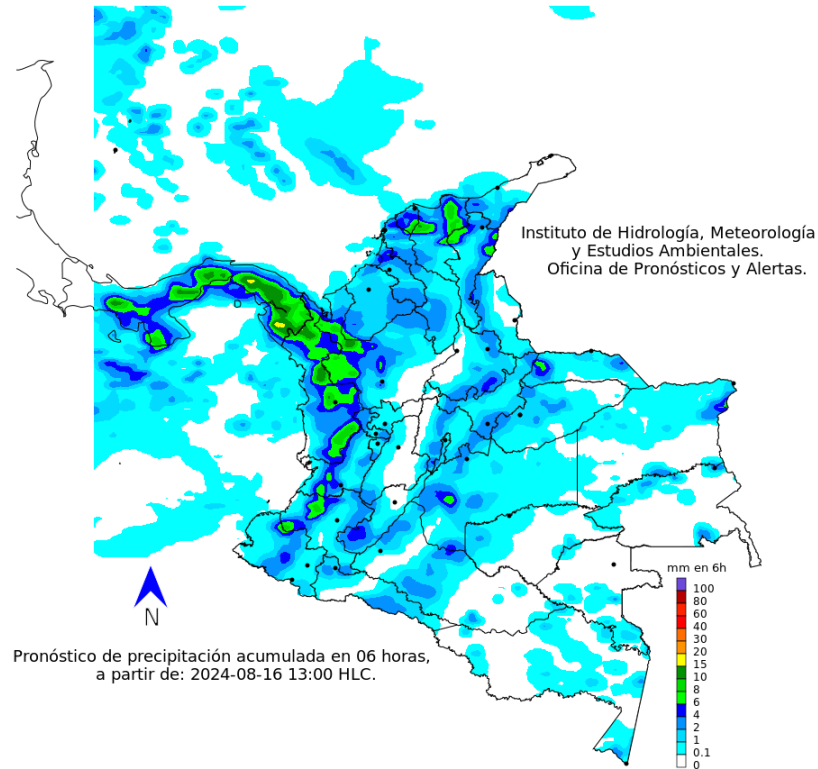 Instituto de Hidrología, Meteorología
y Estudios Ambientales.
Oficina de Pronósticos y Alertas.
mm en 6h
100
80
60
40
30
20
15
10
8
6
4
2
1
0.1
0
N
Pronóstico de precipitación acumulada en 06 horas,
a partir de: 2024-08-16 13:00 HLC.